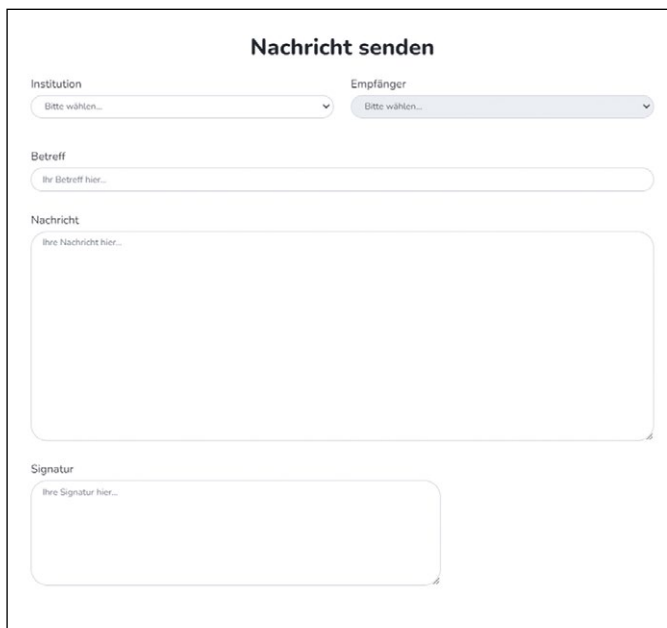 Nachricht senden
Institution
Empfänger
Bitte wählen...
Bitte wählen...
Betreff
Ihr Betreff hier...
Nachricht
Ihre Nachricht hier...
Signatur
Ihre Signatur hier...